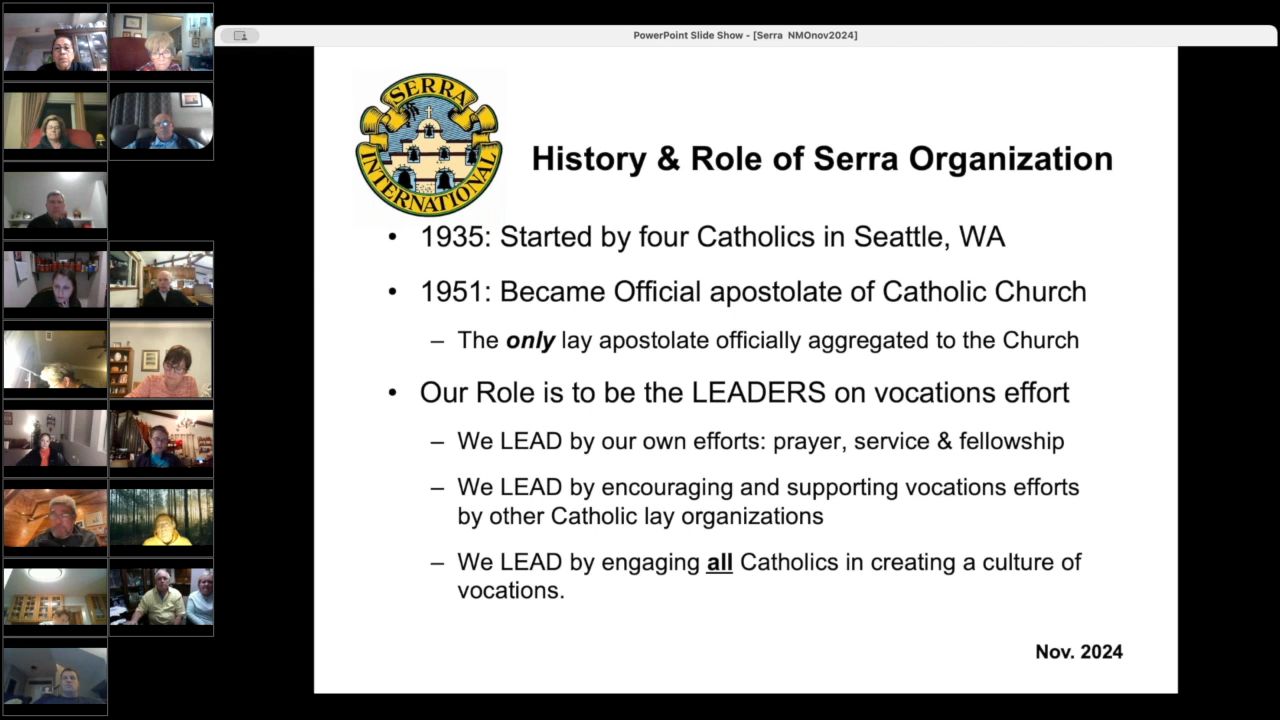 PowerPoint Slide Show - [Serra  NMOnov2024]
SERRA
INTERNATIONAL
History & Role of Serra Organization
• 1935: Started by four Catholics in Seattle, WA
• 1951: Became Official apostolate of Catholic Church
– The only lay apostolate officially aggregated to the Church
• Our Role is to be the LEADERS on vocations effort
– We LEAD by our own efforts: prayer, service & fellowship
– We LEAD by encouraging and supporting vocations efforts
by other Catholic lay organizations
– We LEAD by engaging all Catholics in creating a culture of
vocations.
Nov. 2024